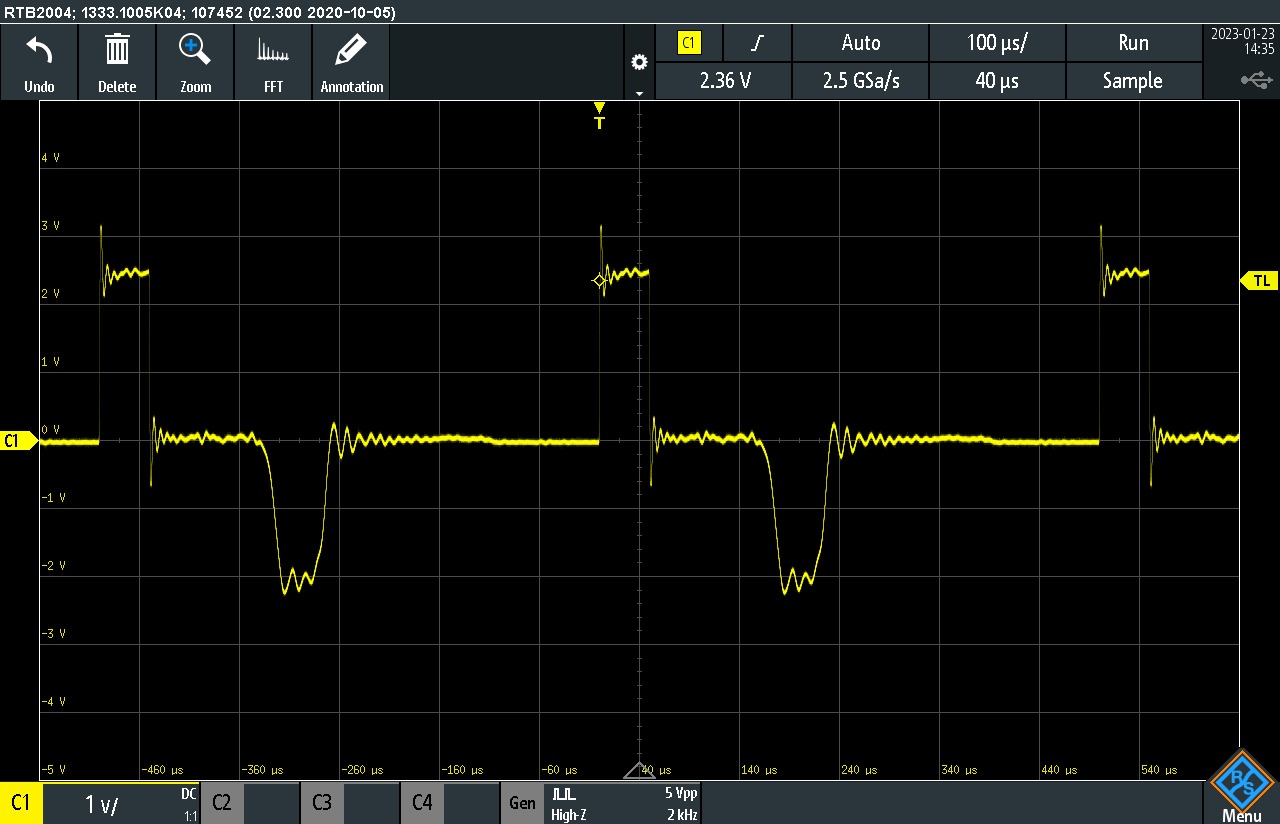 RTB2004; 1333.1005K04; 107452 (02.300 2020-10-05)
Undo
Delete
Zoom
FFT
Annotation
C1
Auto
100 µs/
Run
2.36 V
2.5 GSa/s
40 µs
Sample
2023-01-23
14:35
T
4 V
3 V
2 V
1 V
0 V
-1 V
-2 V
-3 V
-4 V
-5 V
C1
TL
-460 µs
-360 µs
-260 µs
-160 µs
-60 µs
40 µs
140 µs
240 µs
340 µs
440 µs
540 µs
C1
1 V/
DC
1:1
C2
C3
C4
Gen
High-Z
5 Vpp
2 kHz
R&S
Menu